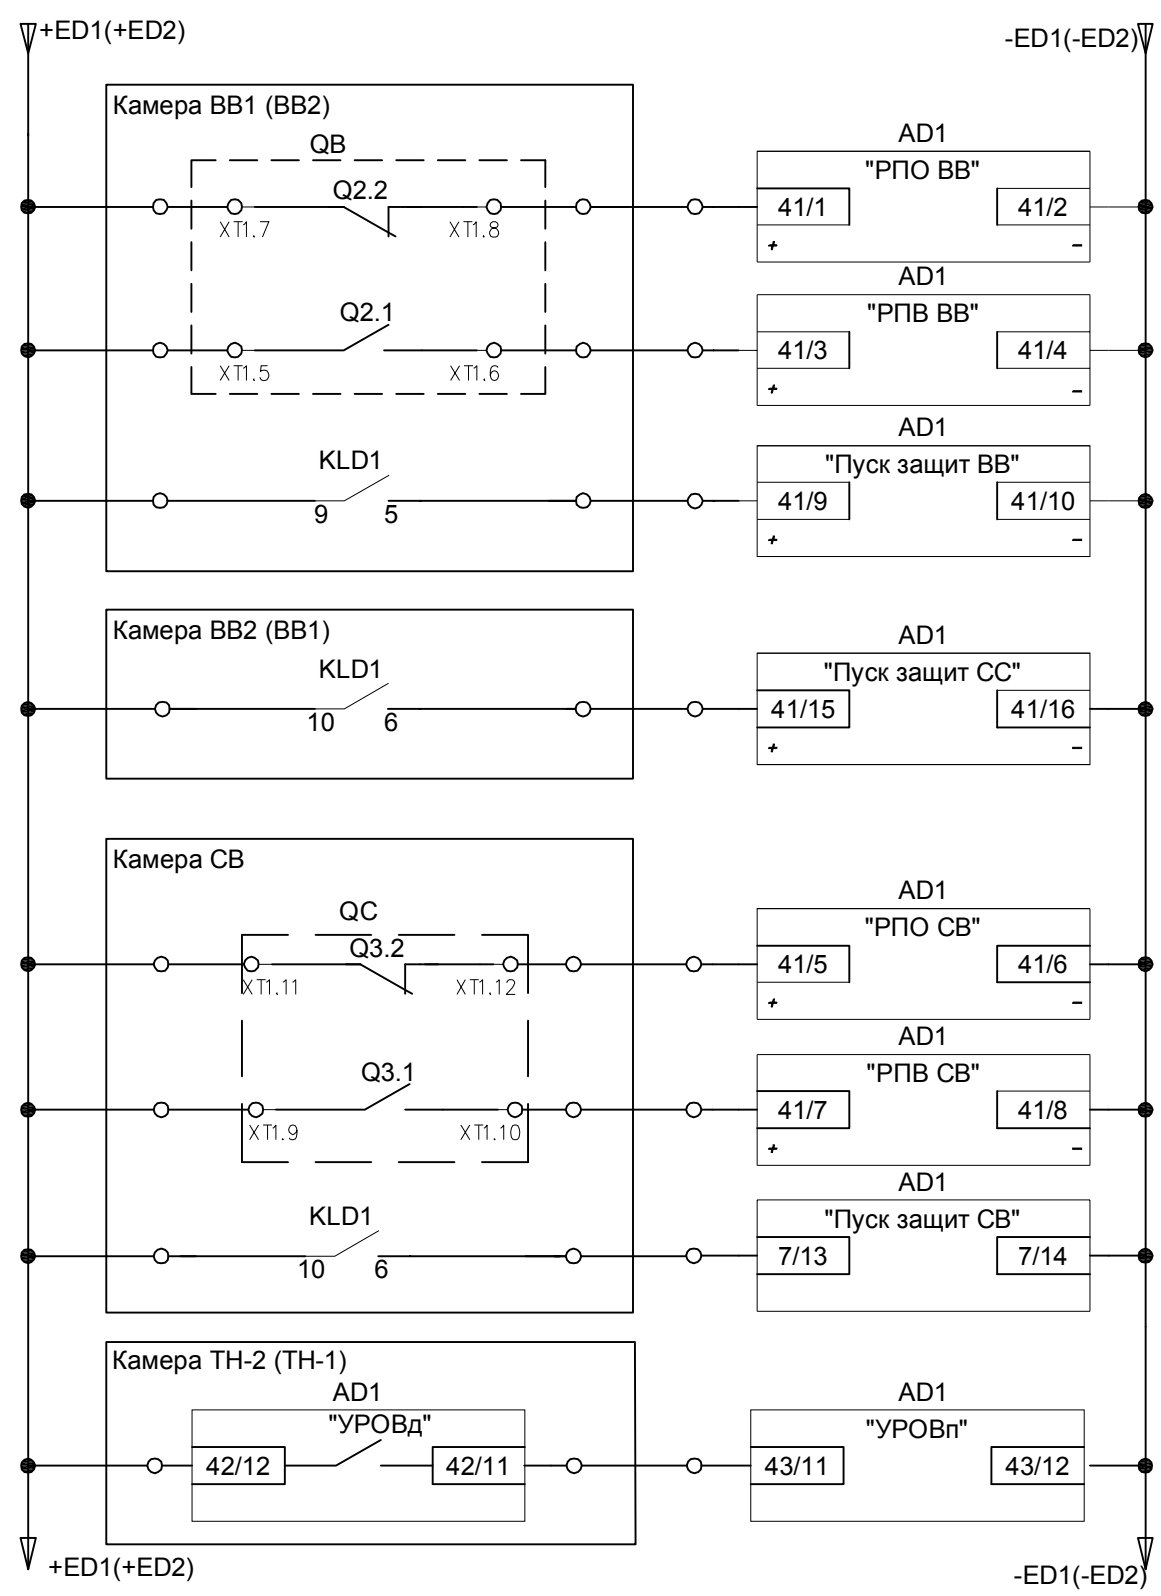 +ED1(+ED2)
-ED1(-ED2)
Камера ВВ1 (ВВ2)
QB
Q2.2
XT1.7
XT1.8
AD1
"РПО ВВ"
41/1
41/2
+
-
Q2.1
XT1.5
XT1.6
AD1
"РПВ ВВ"
41/3
41/4
+
-
KLD1
9
5
AD1
"Пуск защит ВВ"
41/9
41/10
+
-
Камера ВВ2 (ВВ1)
KLD1
10
6
AD1
"Пуск защит СС"
41/15
41/16
+
-
Камера СВ
QC
Q3.2
XT1.11
XT1.12
AD1
"РПО СВ"
41/5
41/6
+
-
Q3.1
XT1.9
XT1.10
AD1
"РПВ СВ"
41/7
41/8
+
-
KLD1
10
6
AD1
"Пуск защит СВ"
7/13
7/14
Камера ТН-2 (ТН-1)
AD1
"УРОВд"
42/12
42/11
AD1
"УРОВп"
43/11
43/12
+ED1(+ED2)
-ED1(-ED2)